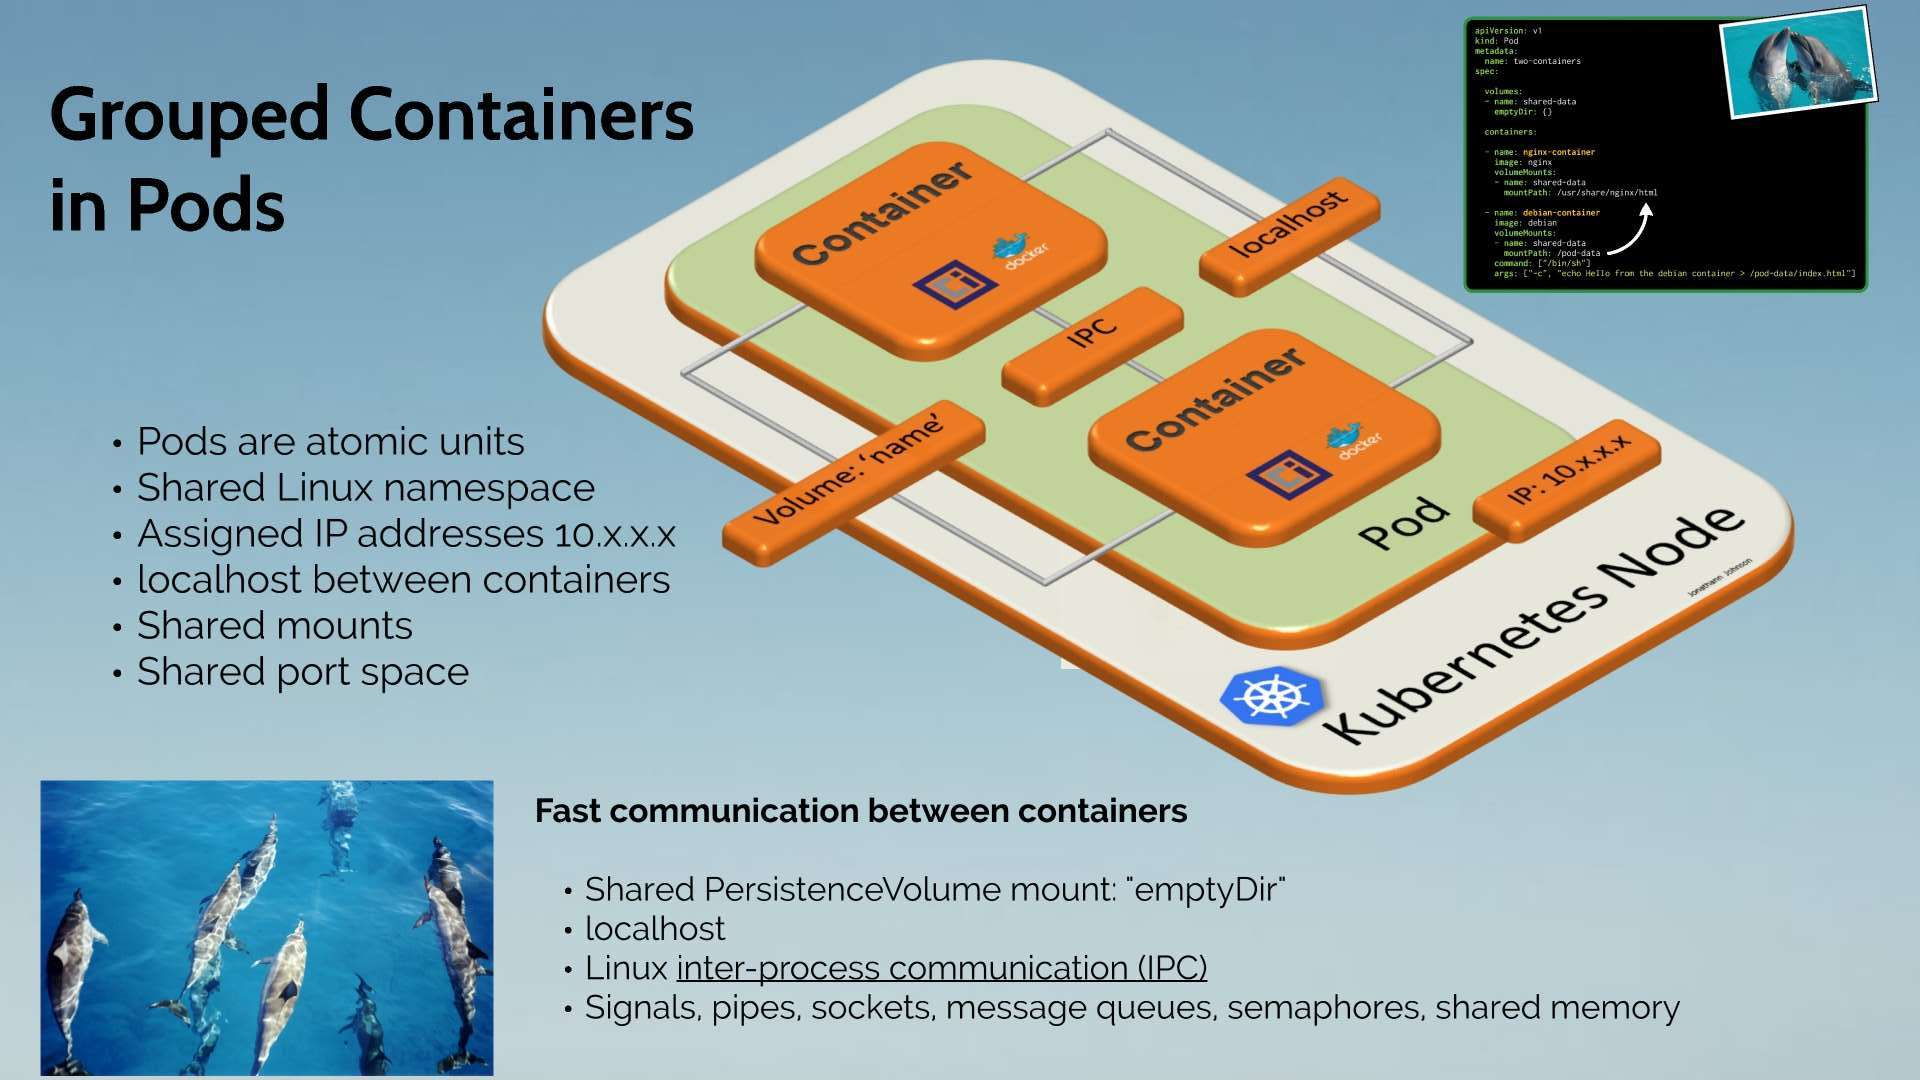 Grouped Containers
in Pods
• Pods are atomic units
• Shared Linux namespace
• Assigned IP addresses 10.x.x.x
• localhost between containers
• Shared mounts
• Shared port space
Container
docker
Ci
localhost
IPC
Container
docker
Ci
Volume: ‘name’
IP: 10.x.x.x
Pod
Kubernetes Node
Jonathann Johnson
apiVersion: v1
kind: Pod
metadata:
name: two-containers
spec:
volumes:
- name: shared-data
emptyDir: {}
containers:
- name: nginx-container
image: nginx
volumeMounts:
- name: shared-data
mountPath: /usr/share/nginx/html
- name: debian-container
image: debian
volumeMounts:
- name: shared-data
mountPath: /pod-data
command: ["/bin/sh"]
args: ["-c", "echo Hello from the debian container > /pod-data/index.html"]
Fast communication between containers
• Shared PersistenceVolume mount: "emptyDir"
• localhost
• Linux inter-process communication (IPC)
• Signals, pipes, sockets, message queues, semaphores, shared memory